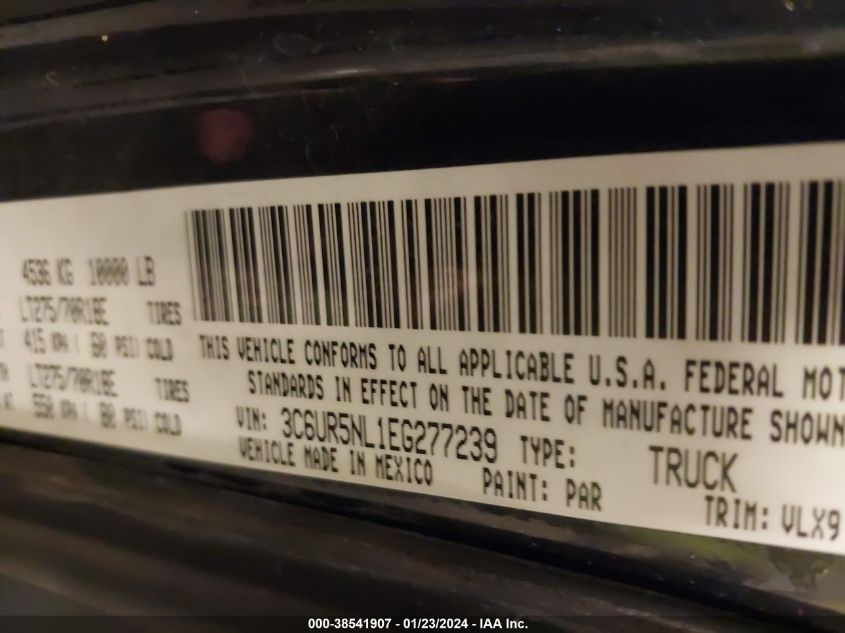 4536 KG 10000 LB
LT275/70R18E TIRES
415 KPA ( 60 PSI) COLD
LT275/70R18E TIRES
AT 550 KPA ( 80 PSI) COLD
THIS VEHICLE CONFORMS TO ALL APPLICABLE U.S.A. FEDERAL MOT
STANDARDS IN EFFECT ON THE DATE OF MANUFACTURE SHOWN
VIN: 3C6UR5NL1EG277239 TYPE: TRUCK
VEHICLE MADE IN MEXICO PAINT: PAR TRIM: VLX9
000-38541907 - 01/23/2024 - IAA Inc.